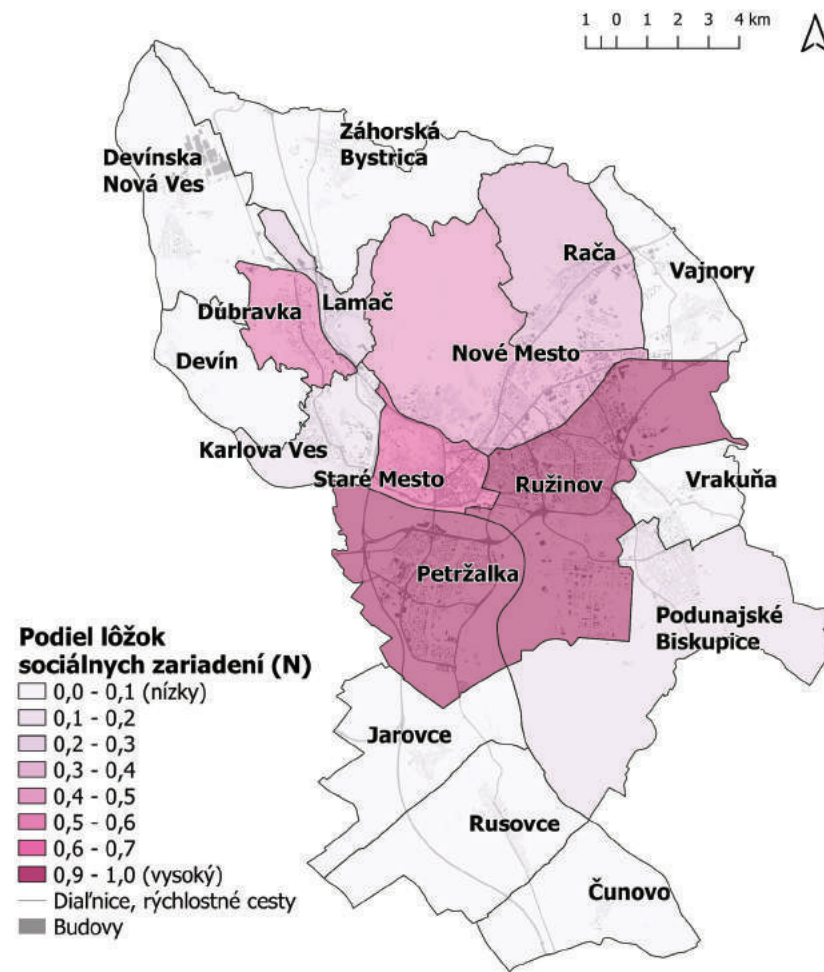 1 0 1 2 3 4 km
Záhorská
Bystrica
Devínska
Nová Ves
Rača
Vajnory
Lamač
Dúbravka
Nové Mesto
Devín
Karlova Ves
Staré Mesto
Ružinov
Vrakuňa
Petržalka
Podunajské
Biskupice
Jarovce
Rusovce
Čunovo
Podiel lôžok
sociálnych zariadení (N)
0,0 - 0,1 (nízky)
0,1 - 0,2
0,2 - 0,3
0,3 - 0,4
0,4 - 0,5
0,5 - 0,6
0,6 - 0,7
0,9 - 1,0 (vysoký)
Diaľnice, rýchlostné cesty
Budovy